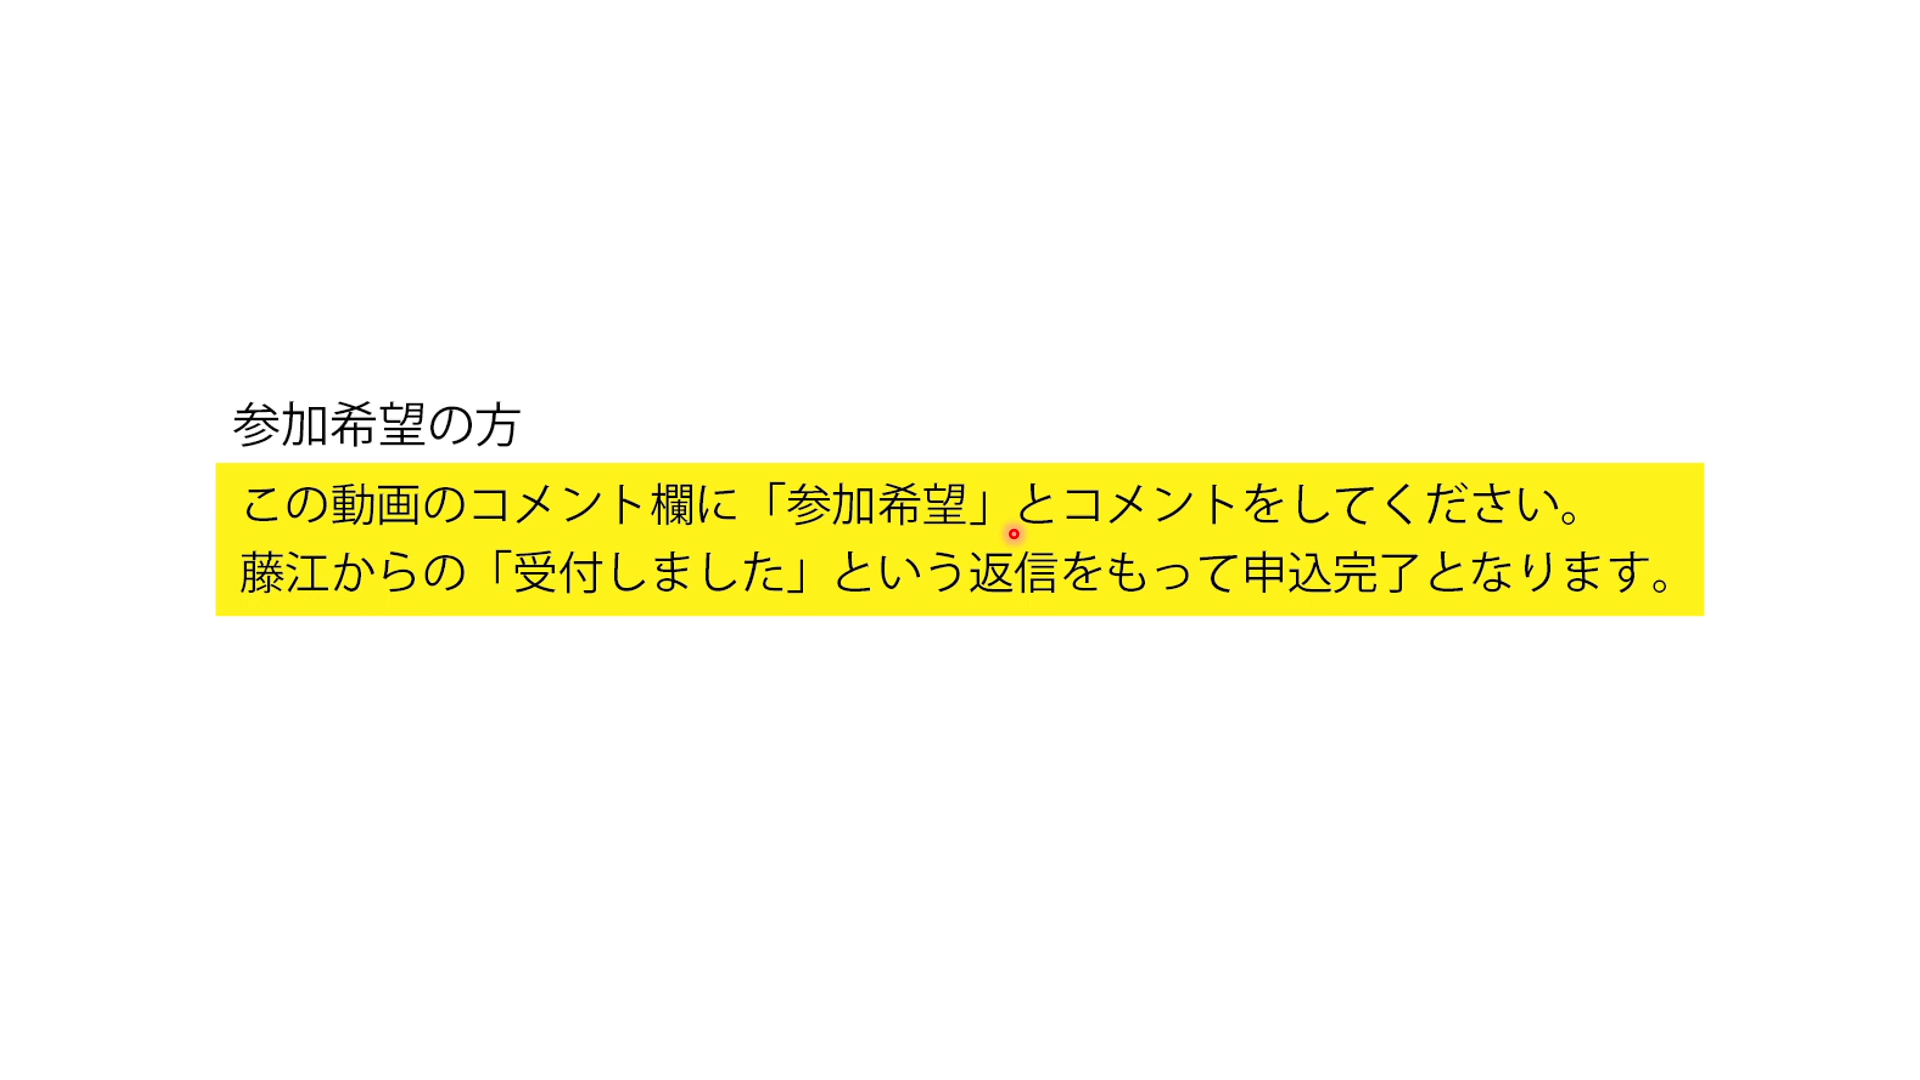 参加希望の方
この動画のコメント欄に「参加希望」とコメントをしてください。
藤江からの「受付しました」という返信をもって申込完了となります。